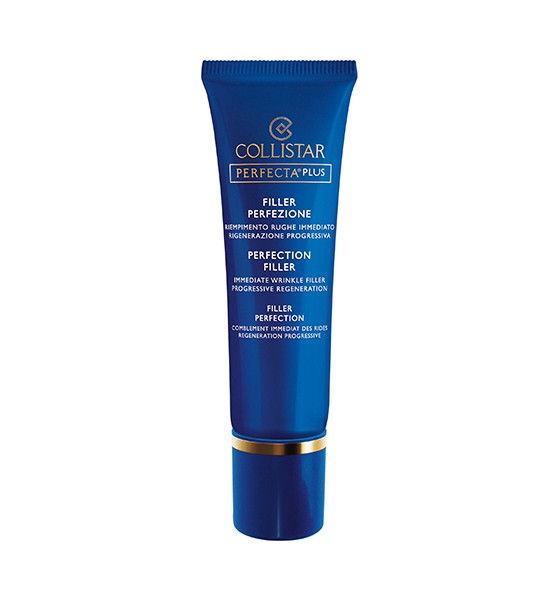 COLLISTAR
PERFECTA® PLUS
FILLER
PERFEZIONE
RIEMPIMENTO RUGHE IMMEDIATO
RIGENERAZIONE PROGRESSIVA
PERFECTION
FILLER
IMMEDIATE WRINKLE FILLER
PROGRESSIVE REGENERATION
FILLER
PERFECTION
COMBLEMENT IMMEDIAT DES RIDES
REGENERATION PROGRESSIVE